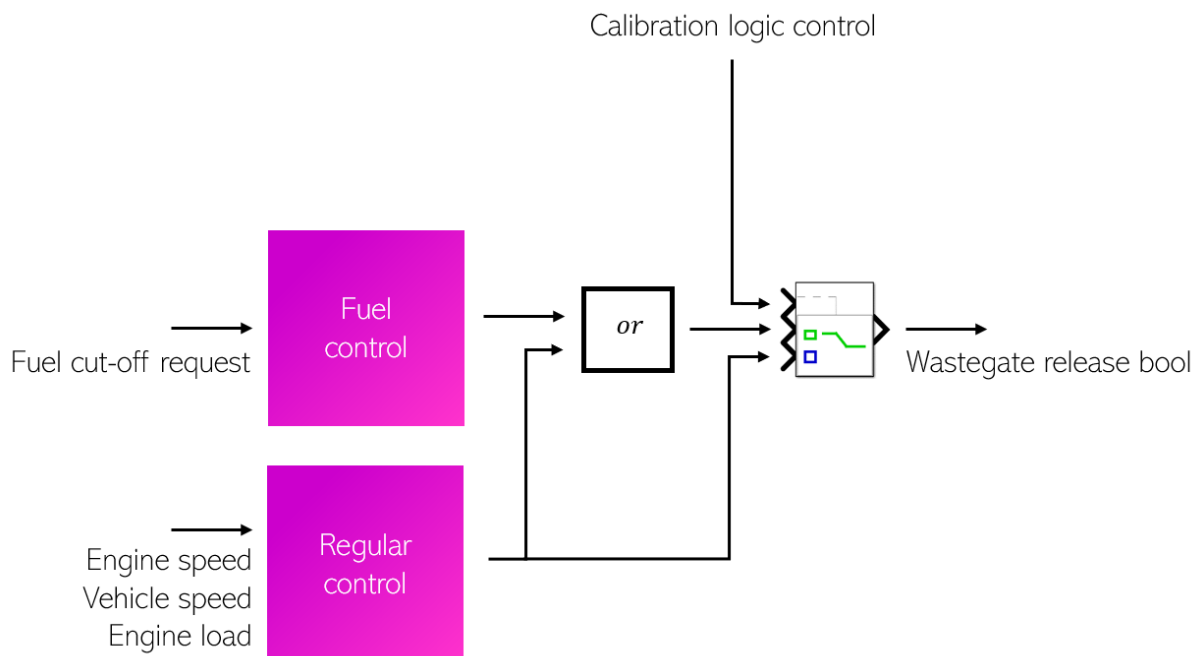 Calibration logic control
Fuel
control
or
Fuel cut-off request
Wastegate release bool
Regular
control
Engine speed
Vehicle speed
Engine load